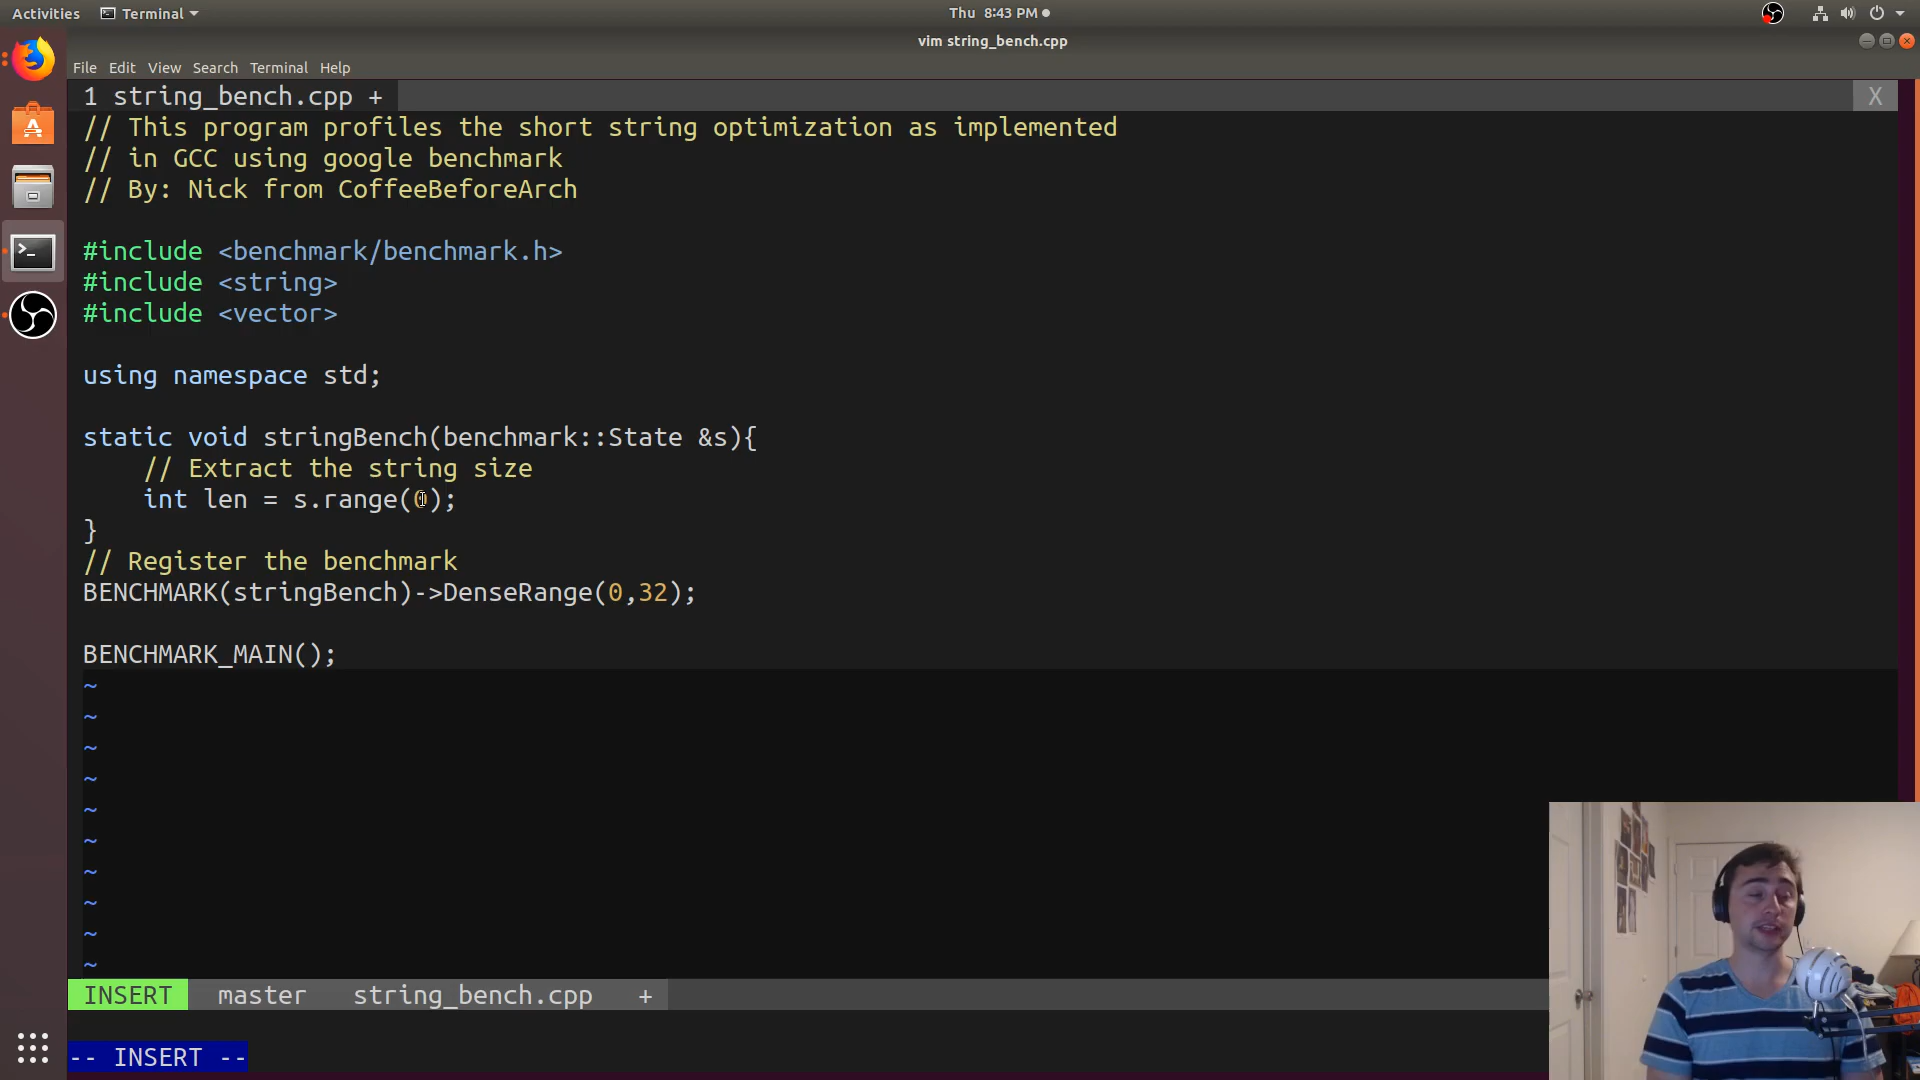 Activities Terminal Thu 8:43 PM
vim string_bench.cpp
File Edit View Search Terminal Help
1 string_bench.cpp + X
// This program profiles the short string optimization as implemented
// in GCC using google benchmark
// By: Nick from CoffeeBeforeArch
#include <benchmark/benchmark.h>
#include <string>
#include <vector>
using namespace std;
static void stringBench(benchmark::State &s){
// Extract the string size
int len = s.range(0);
}
// Register the benchmark
BENCHMARK(stringBench)->DenseRange(0,32);
BENCHMARK_MAIN();
~
~
~
~
~
~
~
~
~
~
INSERT master string_bench.cpp +
-- INSERT --